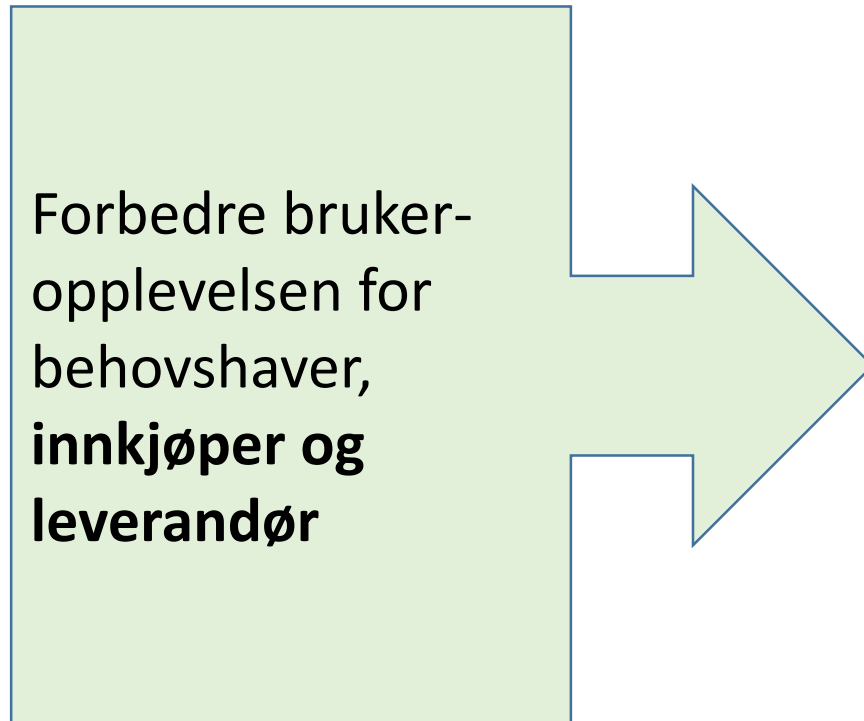 Forbedre bruker-
opplevelsen for
behovshaver,
innkjøper og
leverandør